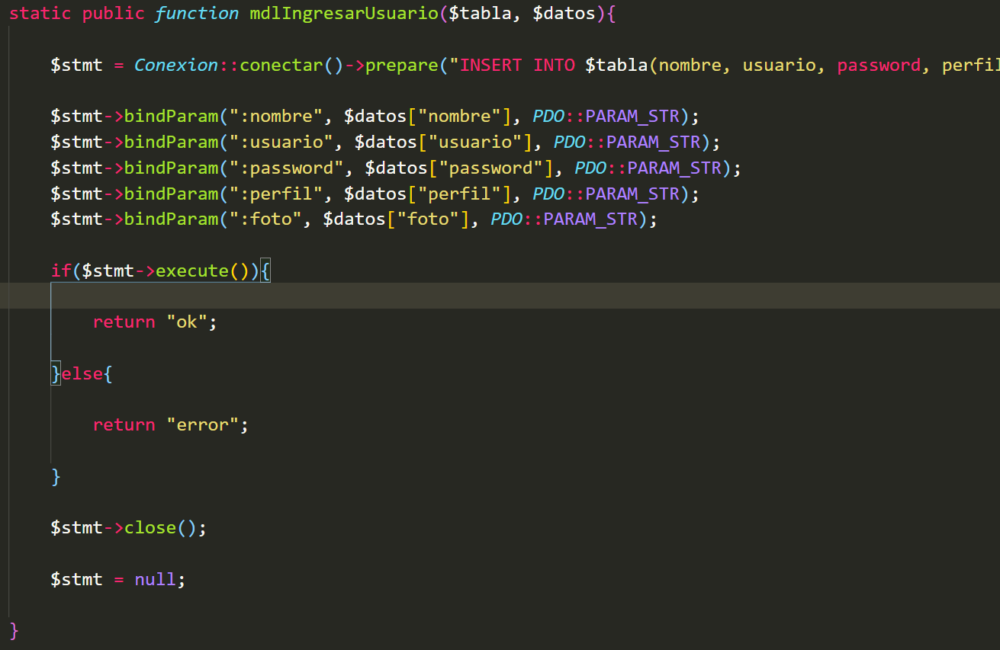 static public function mdlIngresarUsuario($tabla, $datos){
$stmt = Conexion::conectar()->prepare("INSERT INTO $tabla(nombre, usuario, password, perfil
$stmt->bindParam(":nombre", $datos["nombre"], PDO::PARAM_STR);
$stmt->bindParam(":usuario", $datos["usuario"], PDO::PARAM_STR);
$stmt->bindParam(":password", $datos["password"], PDO::PARAM_STR);
$stmt->bindParam(":perfil", $datos["perfil"], PDO::PARAM_STR);
$stmt->bindParam(":foto", $datos["foto"], PDO::PARAM_STR);
if($stmt->execute()){
return "ok";
}else{
return "error";
}
$stmt->close();
$stmt = null;
}